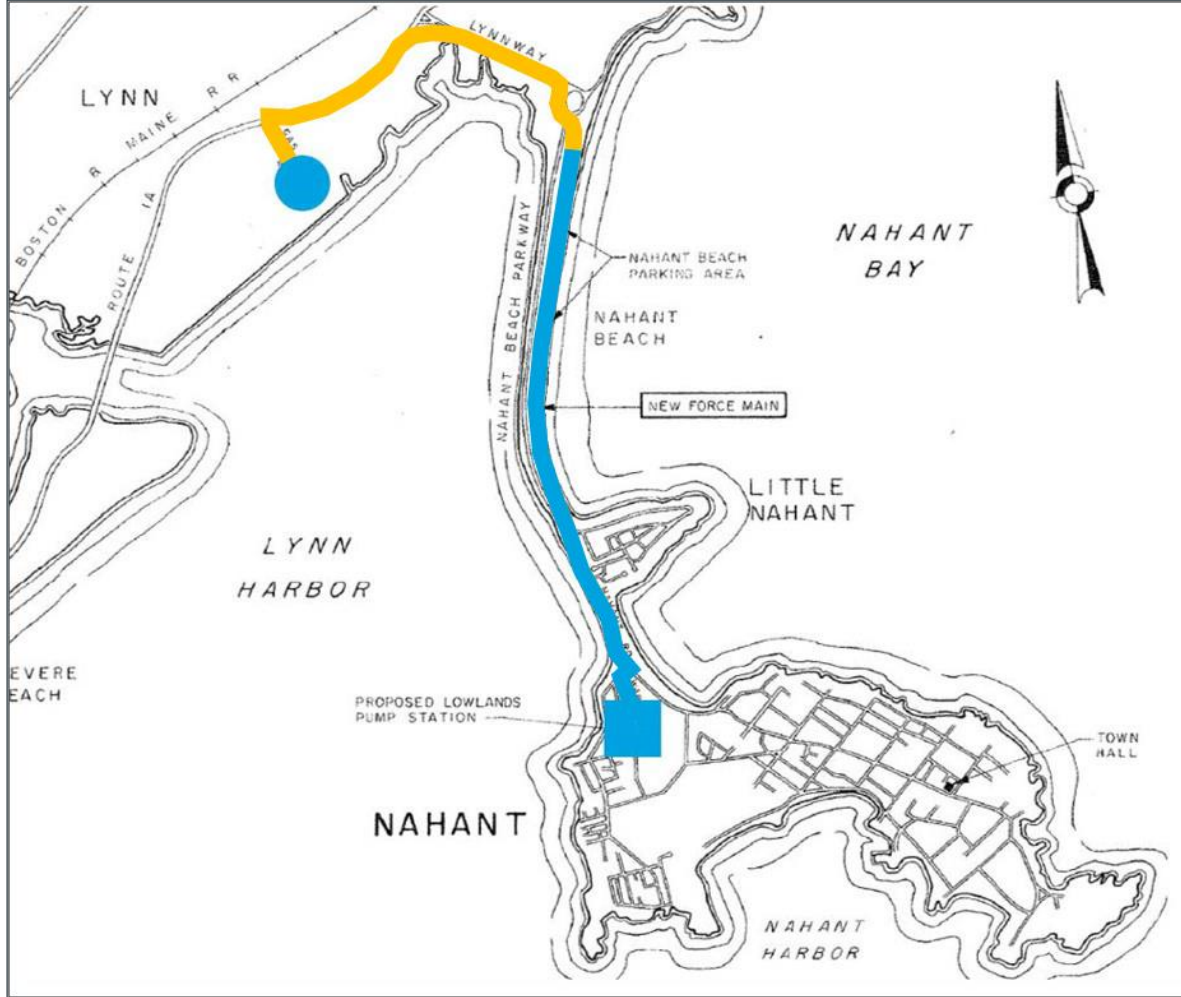 LYNNWAY
LYNN
BOSTON R MAINE R R
ROUTE 1A
NAHANT
BAY
NAHANT BEACH PARKWAY
NAHANT BEACH
PARKING AREA
NAHANT
BEACH
NEW FORCE MAIN
LITTLE
NAHANT
LYNN
HARBOR
EVERE
EACH
PROPOSED LOWLANDS
PUMP STATION
TOWN
HALL
NAHANT
NAHANT
HARBOR